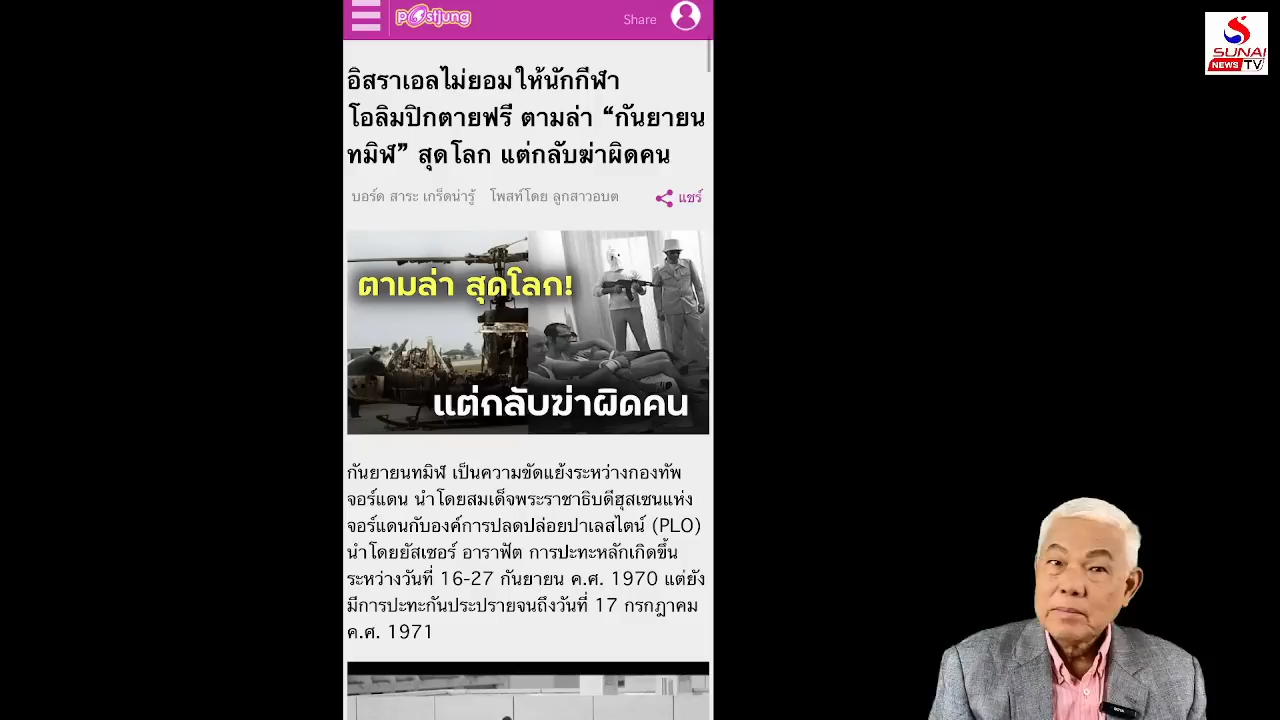 postjung
Share
SUNAI
NEWS TV
อิสราเอลไม่ยอมให้นักกีฬา
โอลิมปิกตายฟรี ตามล่า “กันยายน
ทมิฬ” สุดโลก แต่กลับฆ่าผิดคน
บอร์ด สาระ เกร็ดน่ารู้ โพสท์โดย ลูกสาวอบต
แชร์
ตามล่า สุดโลก!
แต่กลับฆ่าผิดคน
กันยายนทมิฬ เป็นความขัดแย้งระหว่างกองทัพ
จอร์แดน นำโดยสมเด็จพระราชาธิบดีฮุสเซนแห่ง
จอร์แดนกับองค์การปลดปล่อยปาเลสไตน์ (PLO)
นำโดยยัสเซอร์ อาราฟัต การปะทะหลักเกิดขึ้น
ระหว่างวันที่ 16-27 กันยายน ค.ศ. 1970 แต่ยัง
มีการปะทะกันประปรายจนถึงวันที่ 17 กรกฎาคม
ค.ศ. 1971
BOYA